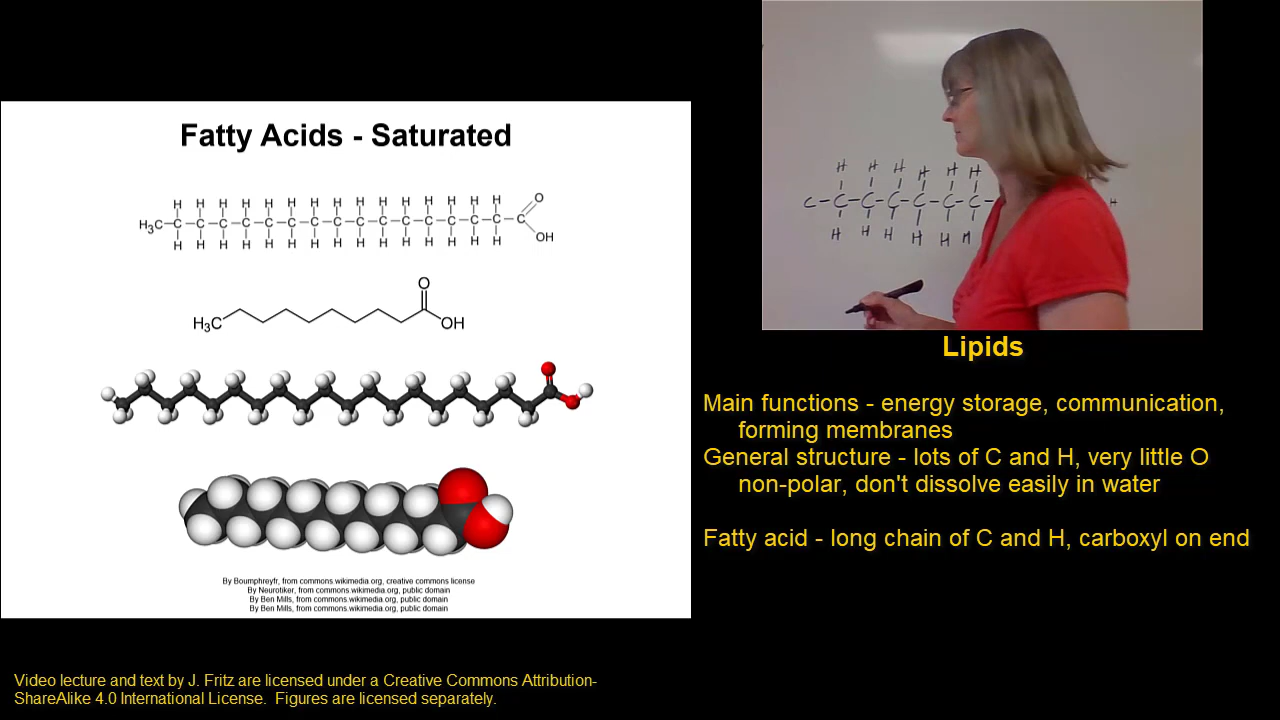 Fatty Acids - Saturated
H H H H H H H H H H H H H H H O
H₃C-C-C-C-C-C-C-C-C-C-C-C-C-C-C-C-C
H H H H H H H H H H H H H H H OH
O
H₃C OH
By Boumphreyfr, from commons.wikimedia.org, creative commons license
By Neurotiker, from commons.wikimedia.org, public domain
By Ben Mills, from commons.wikimedia.org, public domain
By Ben Mills, from commons.wikimedia.org, public domain
H H H H H H
C-C-C-C-C-C-C- H
H H H H H H
Lipids
Main functions - energy storage, communication,
forming membranes
General structure - lots of C and H, very little O
non-polar, don't dissolve easily in water
Fatty acid - long chain of C and H, carboxyl on end
Video lecture and text by J. Fritz are licensed under a Creative Commons Attribution-
ShareAlike 4.0 International License.  Figures are licensed separately.